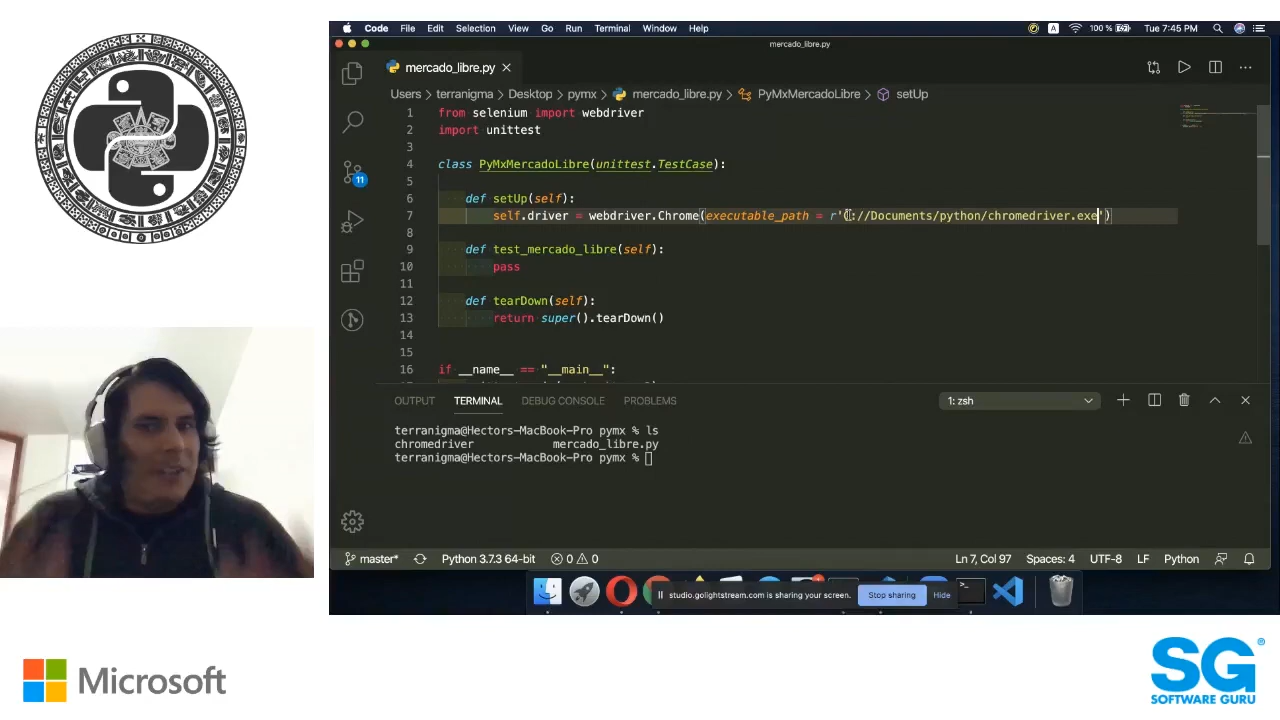 Code File Edit Selection View Go Run Terminal Window Help
A 100 % Tue 7:45 PM
mercado_libre.py
mercado_libre.py
Users > terranigma > Desktop > pymx > mercado_libre.py > PyMxMercadoLibre > setUp
1 from selenium import webdriver
2 import unittest
3
4 class PyMxMercadoLibre(unittest.TestCase):
5
6 def setUp(self):
7 self.driver = webdriver.Chrome(executable_path = r'C://Documents/python/chromedriver.exe')
8
9 def test_mercado_libre(self):
10 pass
11
12 def tearDown(self):
13 return super().tearDown()
14
15
16 if __name__ == "__main__":
11
OUTPUT TERMINAL DEBUG CONSOLE PROBLEMS 1: zsh
terranigma@Hectors-MacBook-Pro pymx % ls
chromedriver mercado_libre.py
terranigma@Hectors-MacBook-Pro pymx %
master* Python 3.7.3 64-bit 0 0 Ln 7, Col 97 Spaces: 4 UTF-8 LF Python
studio.golightstream.com is sharing your screen. Stop sharing Hide
Microsoft
SG
SOFTWARE GURU